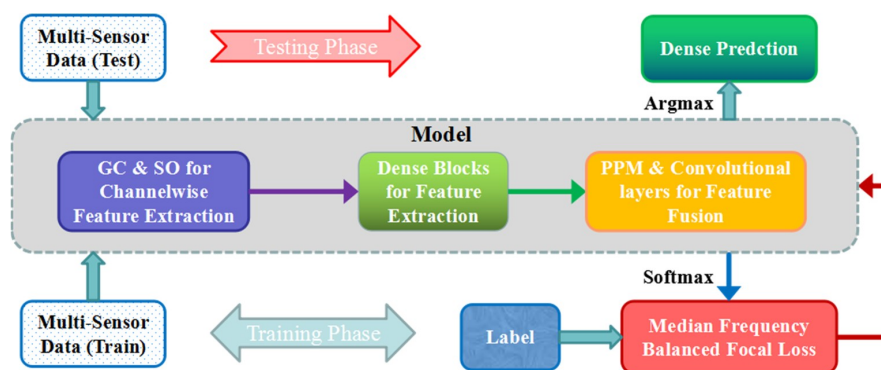 Multi-Sensor
Data (Test)
Testing Phase
Dense Predction
Argmax
Model
GC & SO for
Channelwise
Feature Extraction
Dense Blocks
for Feature
Extraction
PPM & Convolutional
layers for Feature
Fusion
Softmax
Multi-Sensor
Data (Train)
Training Phase
Label
Median Frequency
Balanced Focal Loss